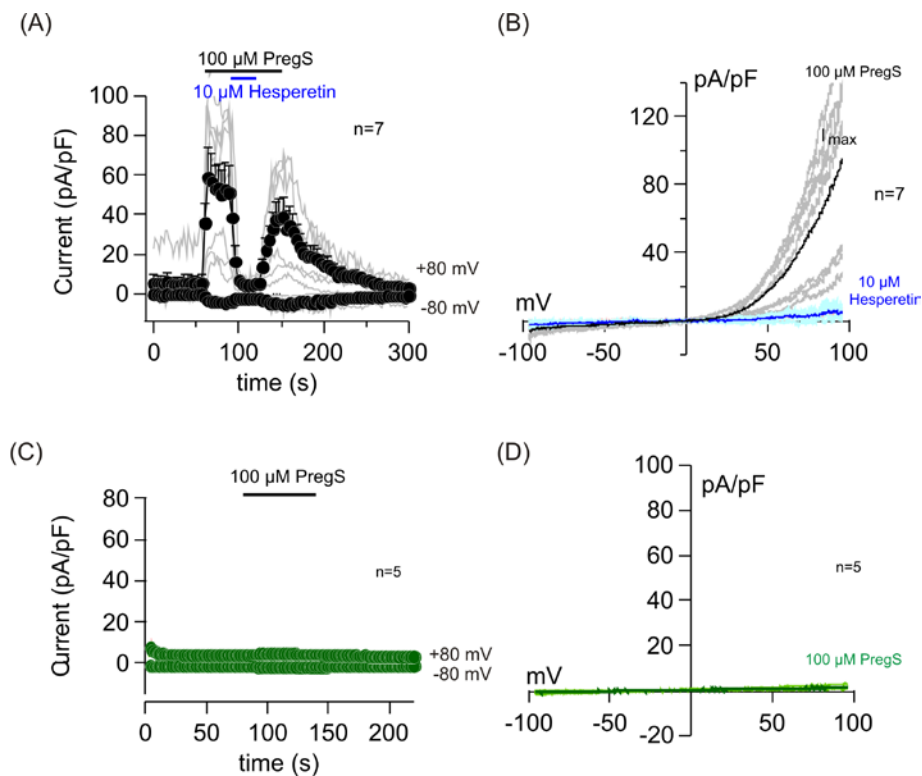 (A)
100 µM PregS
10 µM Hesperetin
n=7
Current (pA/pF)
100
80
60
40
20
0
+80 mV
-80 mV
0
100
200
300
time (s)
(B)
pA/pF
100 µM PregS
120
I max
80
n=7
40
10 µM
Hesperetin
mV
-100
-50
50
100
(C)
100 µM PregS
Current (pA/pF)
80
60
40
20
0
n=5
+80 mV
-80 mV
0
50
100
150
200
time (s)
(D)
100
pA/pF
80
60
n=5
40
20
100 µM PregS
mV
-100
-50
50
100
-20